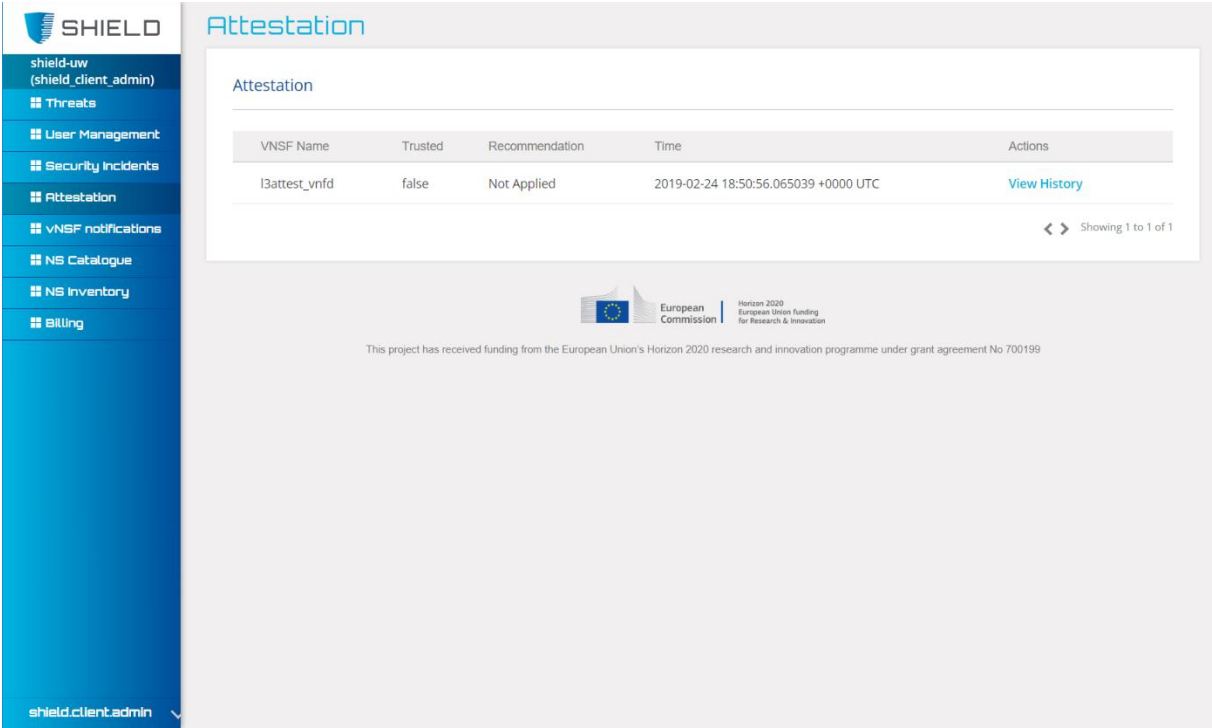 SHIELD
shield-uw
(shield_client_admin)
Threats
User Management
Security Incidents
Attestation
vNSF notifications
NS Catalogue
NS Inventory
Billing
shield.client.admin
Attestation
Attestation
VNSF Name Trusted Recommendation Time Actions
l3attest_vnfd false Not Applied 2019-02-24 18:50:56.065039 +0000 UTC View History
Showing 1 to 1 of 1
European
Commission
Horizon 2020
European Union funding
for Research & Innovation
This project has received funding from the European Union's Horizon 2020 research and innovation programme under grant agreement No 700199